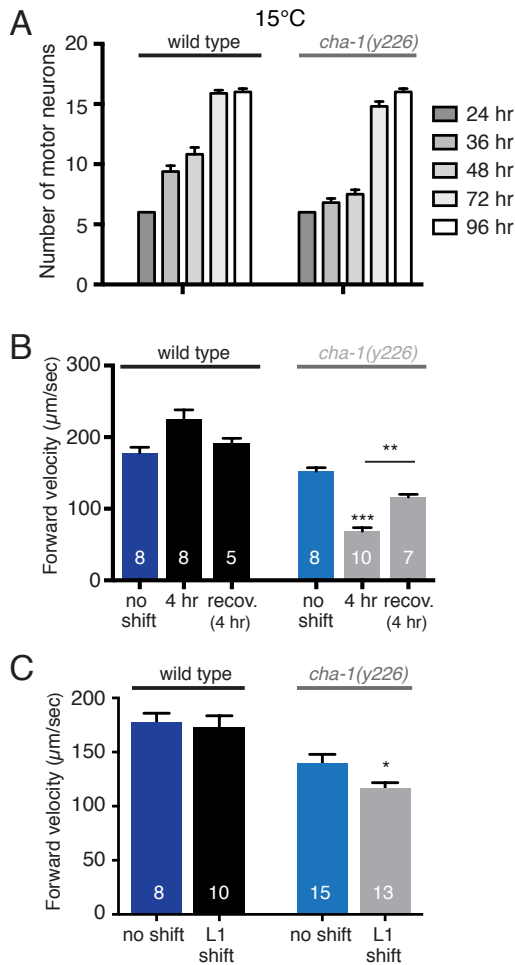 15°C
A
wild type
cha-1(y226)
Number of motor neurons
20
15
10
5
0
24 hr
36 hr
48 hr
72 hr
96 hr
B
wild type
cha-1(y226)
Forward velocity (µm/sec)
300
200
100
0
**
***
8
8
5
8
10
7
no shift
4 hr
recov. (4 hr)
no shift
4 hr
recov. (4 hr)
C
wild type
cha-1(y226)
Forward velocity (µm/sec)
200
150
100
50
0
*
8
10
15
13
no shift
L1 shift
no shift
L1 shift